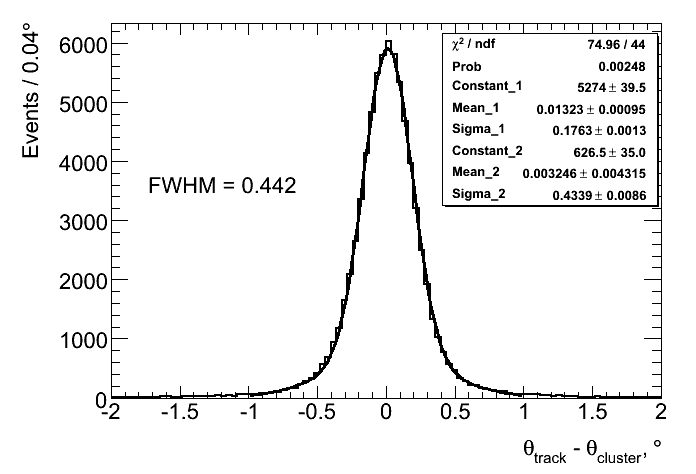 6000
5000
4000
3000
2000
1000
0
Events / 0.04°
FWHM = 0.442
χ² / ndf 74.96 / 44
Prob 0.00248
Constant_1 5274 ± 39.5
Mean_1 0.01323 ± 0.00095
Sigma_1 0.1763 ± 0.0013
Constant_2 626.5 ± 35.0
Mean_2 0.003246 ± 0.004315
Sigma_2 0.4339 ± 0.0086
-2 -1.5 -1 -0.5 0 0.5 1 1.5 2
θtrack - θcluster, °